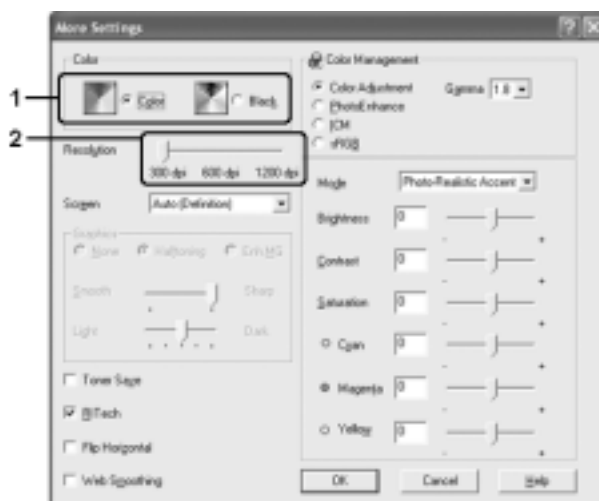 More Settings
Color
1
Color
Black
2
Resolution
300 dpi 600 dpi 1200 dpi
Screen
Auto (Definition)
Graphics
None
Halftoning
Enh.MG
Smooth
Sharp
Light
Dark
Toner Save
RITech
Flip Horizontal
Web Smoothing
Color Management
Color Adjustment
PhotoEnhance
ICM
sRGB
Gamma 1.8
Mode
Photo-Realistic Accent
Brightness 0
- +
Contrast 0
- +
Saturation 0
- +
Cyan 0
- +
Magenta 0
- +
Yellow 0
- +
OK
Cancel
Help